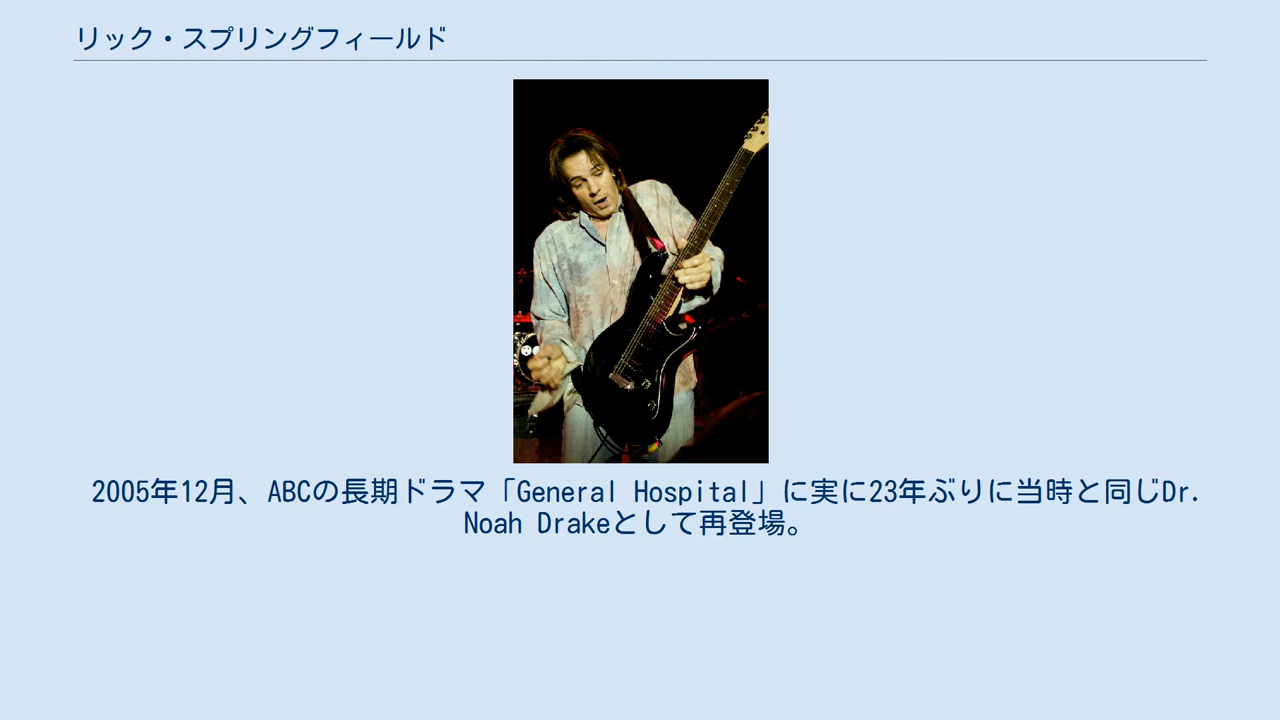 リック・スプリングフィールド
2005年12月、ABCの長期ドラマ「General Hospital」に実に23年ぶりに当時と同じDr.
Noah Drakeとして再登場。